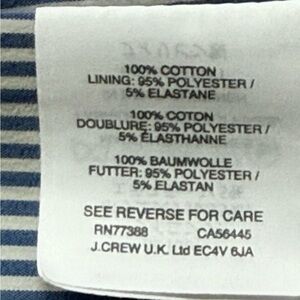 100% COTTON
LINING: 95% POLYESTER /
5% ELASTANE
100% COTON
DOUBLURE: 95% POLYESTER /
5% ÉLASTHANNE
100% BAUMWOLLE
FUTTER: 95% POLYESTER /
5% ELASTAN
SEE REVERSE FOR CARE
RN77388 CA56445
J.CREW U.K. Ltd EC4V 6JA